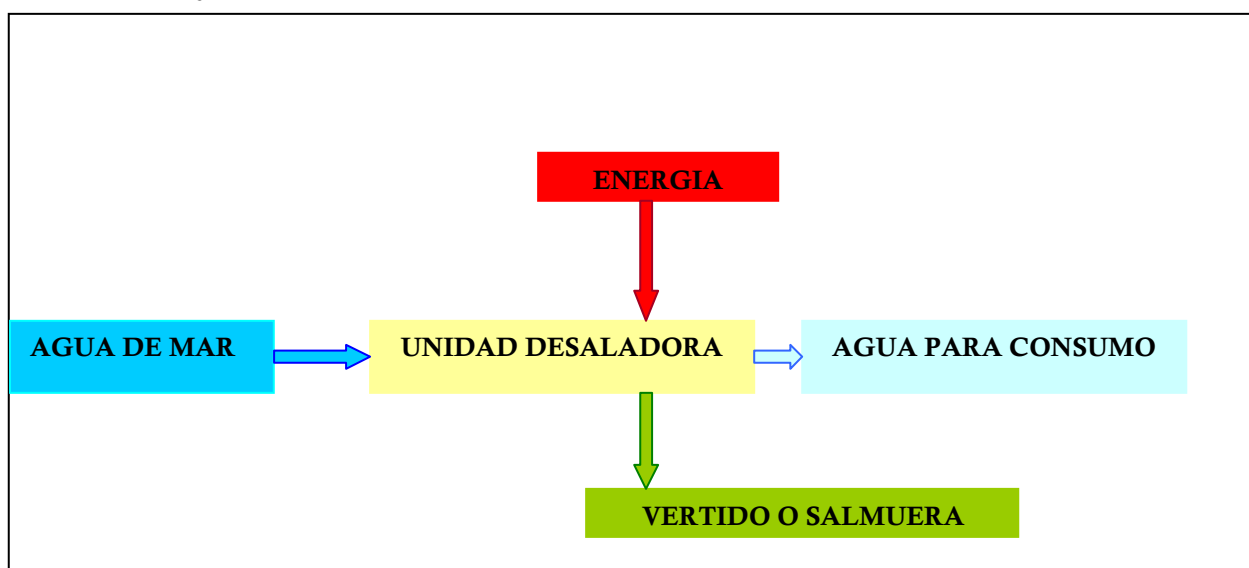 ENERGIA
AGUA DE MAR
UNIDAD DESALADORA
AGUA PARA CONSUMO
VERTIDO O SALMUERA